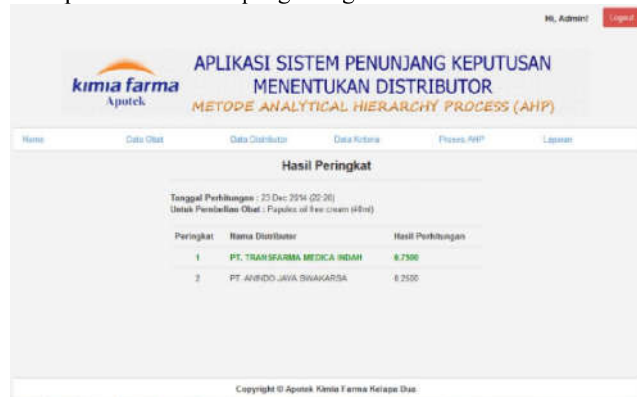 Hi, Admin!
Logout
kimia farma
Apotek
APLIKASI SISTEM PENUNJANG KEPUTUSAN
MENENTUKAN DISTRIBUTOR
METODE ANALYTICAL HIERARCHY PROCESS (AHP)
Home Data Obat Data Distributor Data Kriteria Proses AHP Laporan
Hasil Peringkat
Tanggal Perhitungan : 23 Dec 2014 (22:26)
Untuk Pembelian Obat : Papulex oil free cream (40ml)
Peringkat Nama Distributor Hasil Perhitungan
1 PT. TRANSFARMA MEDICA INDAH 0.7500
2 PT. ANINDO JAYA SWAKARSA 0.2500
Copyright © Apotek Kimia Farma Kelapa Dua